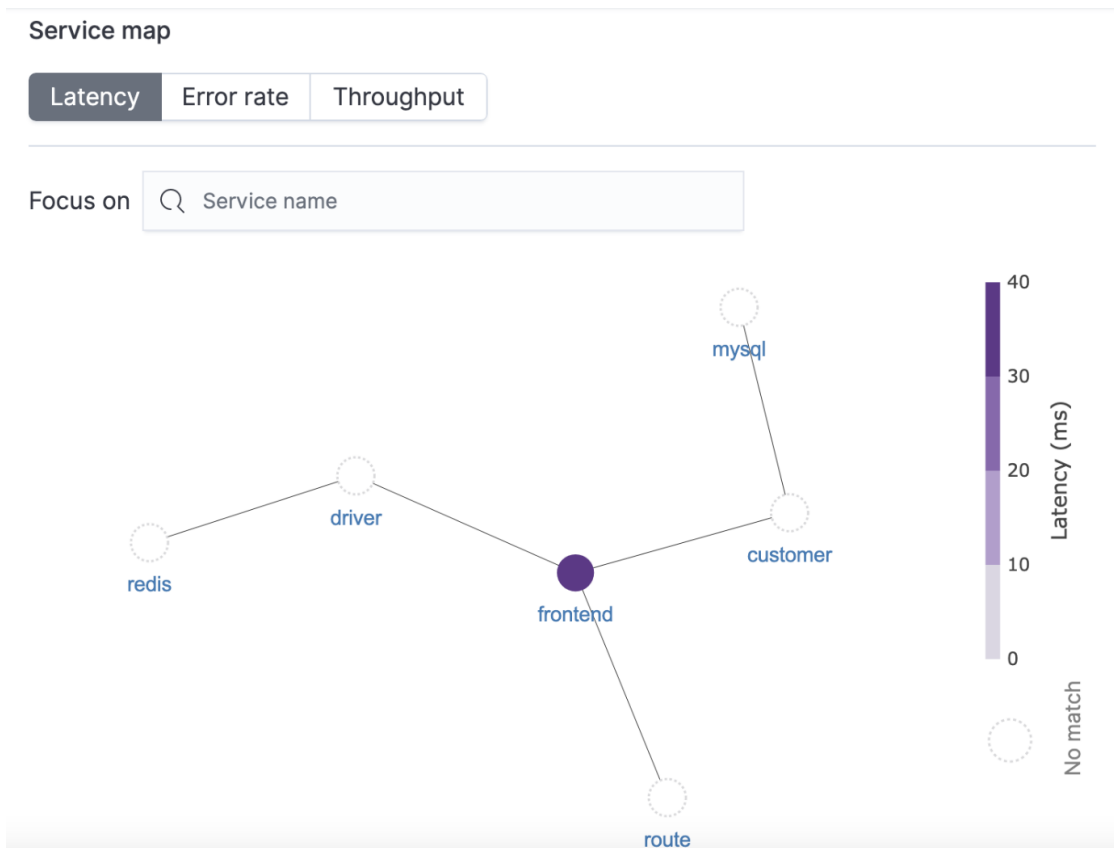 Service map
Latency Error rate Throughput
Focus on Service name
40
mysql
30
Latency (ms)
20
driver
customer
10
redis
frontend
0
No match
route